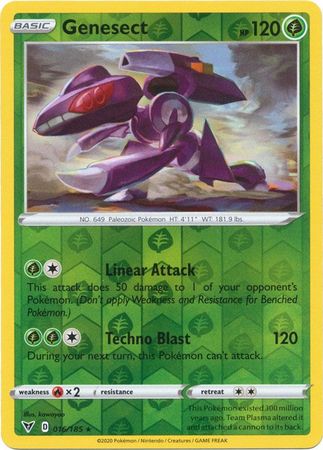 BASIC
Genesect
HP 120
NO. 649 Paleozoic Pokémon HT: 4'11" WT: 181.9 lbs.
Linear Attack
This attack does 50 damage to 1 of your opponent's
Pokémon. (Don't apply Weakness and Resistance for Benched
Pokémon.)
Techno Blast 120
During your next turn, this Pokémon can't attack.
weakness ×2 resistance retreat
Illus. kawayoo
D 016/185 ★
This Pokémon existed 300 million
years ago. Team Plasma altered it and
attached a cannon to its back.
©2020 Pokémon / Nintendo / Creatures / GAME FREAK